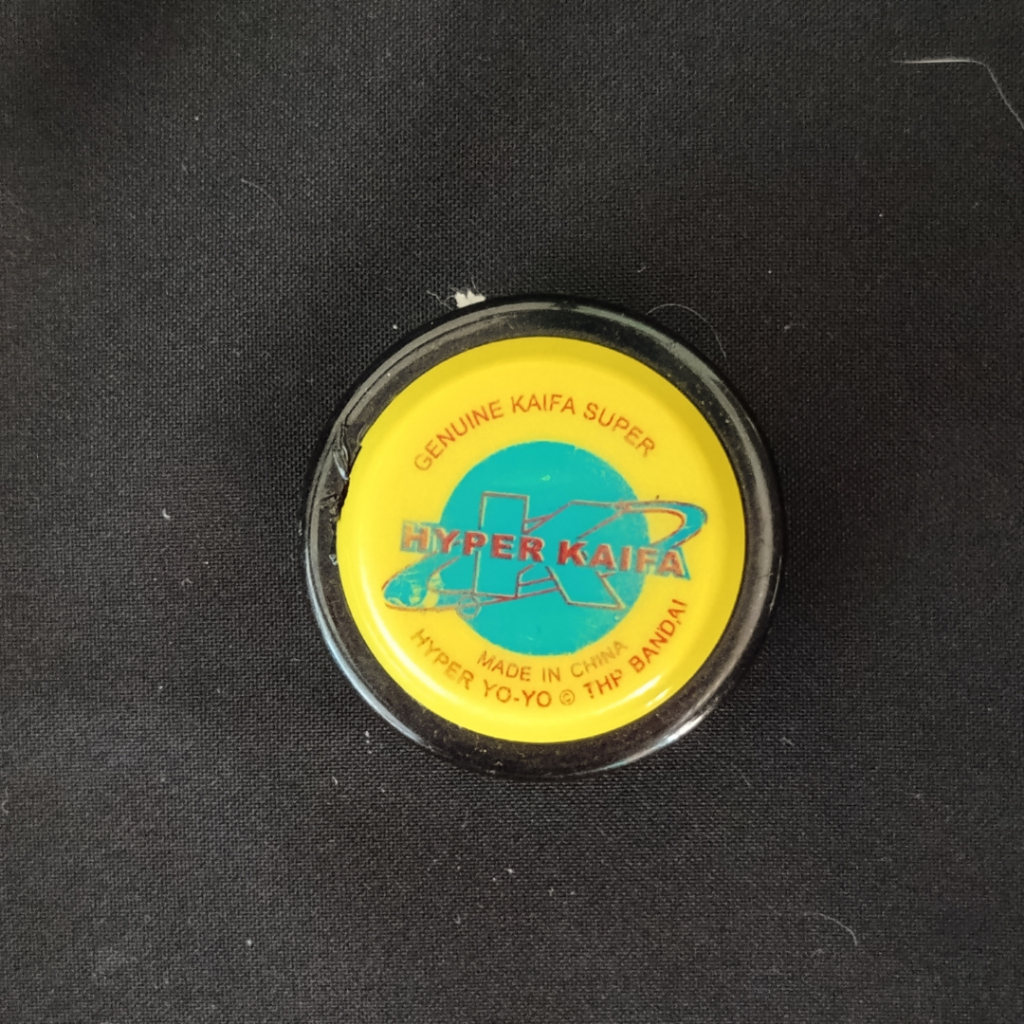 GENUINE KAIFA SUPER
K
HYPER KAIFA
MADE IN CHINA
HYPER YO-YO © THP BANDAI